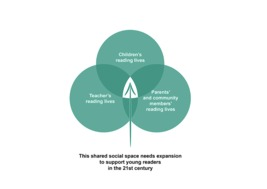 Children's
reading lives
Teacher's
reading lives
Parents'
and community
members'
reading lives
This shared social space needs expansion
to support young readers
in the 21st century